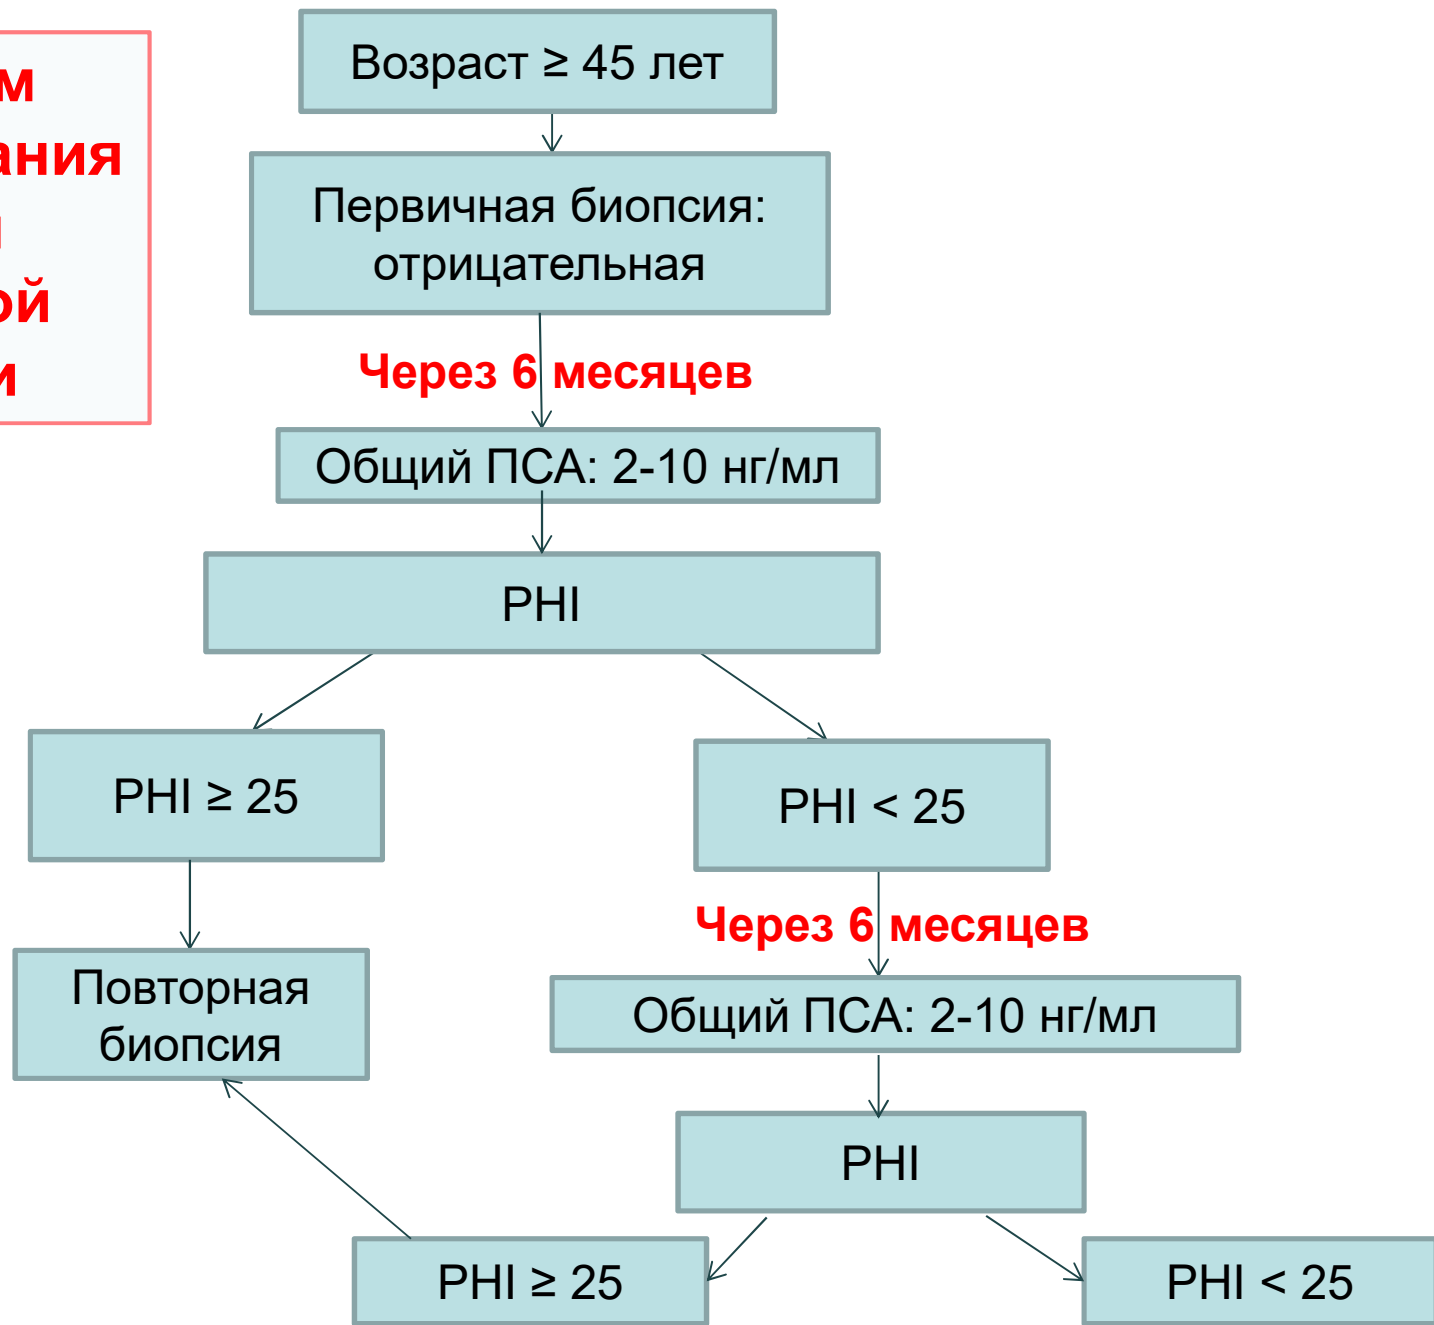 Возраст ≥ 45 лет
Первичная биопсия:
отрицательная
Через 6 месяцев
Общий ПСА: 2-10 нг/мл
PHI
PHI ≥ 25
PHI < 25
Через 6 месяцев
Повторная
биопсия
Общий ПСА: 2-10 нг/мл
PHI
PHI ≥ 25
PHI < 25